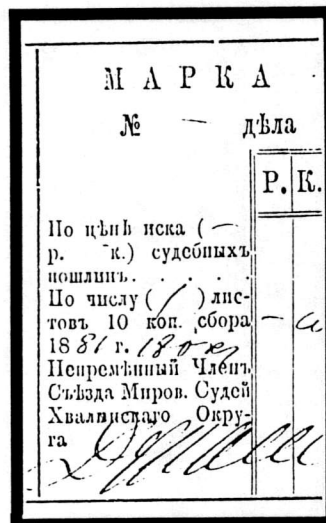 МАРКА
№ — дѣла
Р. К.
По цѣнѣ иска (—
р. — к.) судебныхъ
пошлинъ. . . . .
По числу ( / ) лис-
товъ 10 коп. сбора —
1881 г.
Непремѣнный Членъ
Съѣзда Миров. Судей
Хвалынскаго Окру-
га